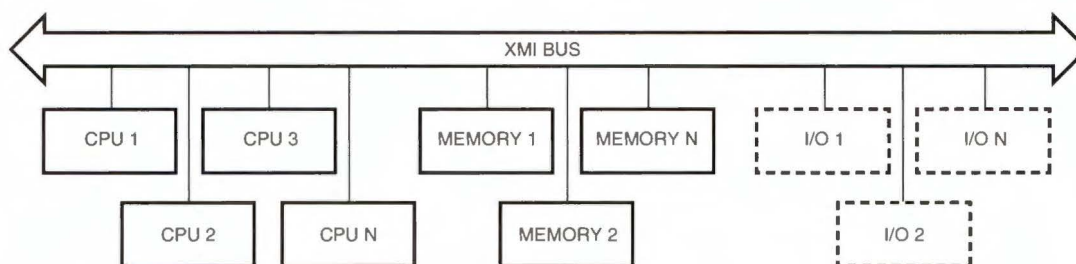 XMI BUS
CPU 1
CPU 3
MEMORY 1
MEMORY N
I/O 1
I/O N
CPU 2
CPU N
MEMORY 2
I/O 2